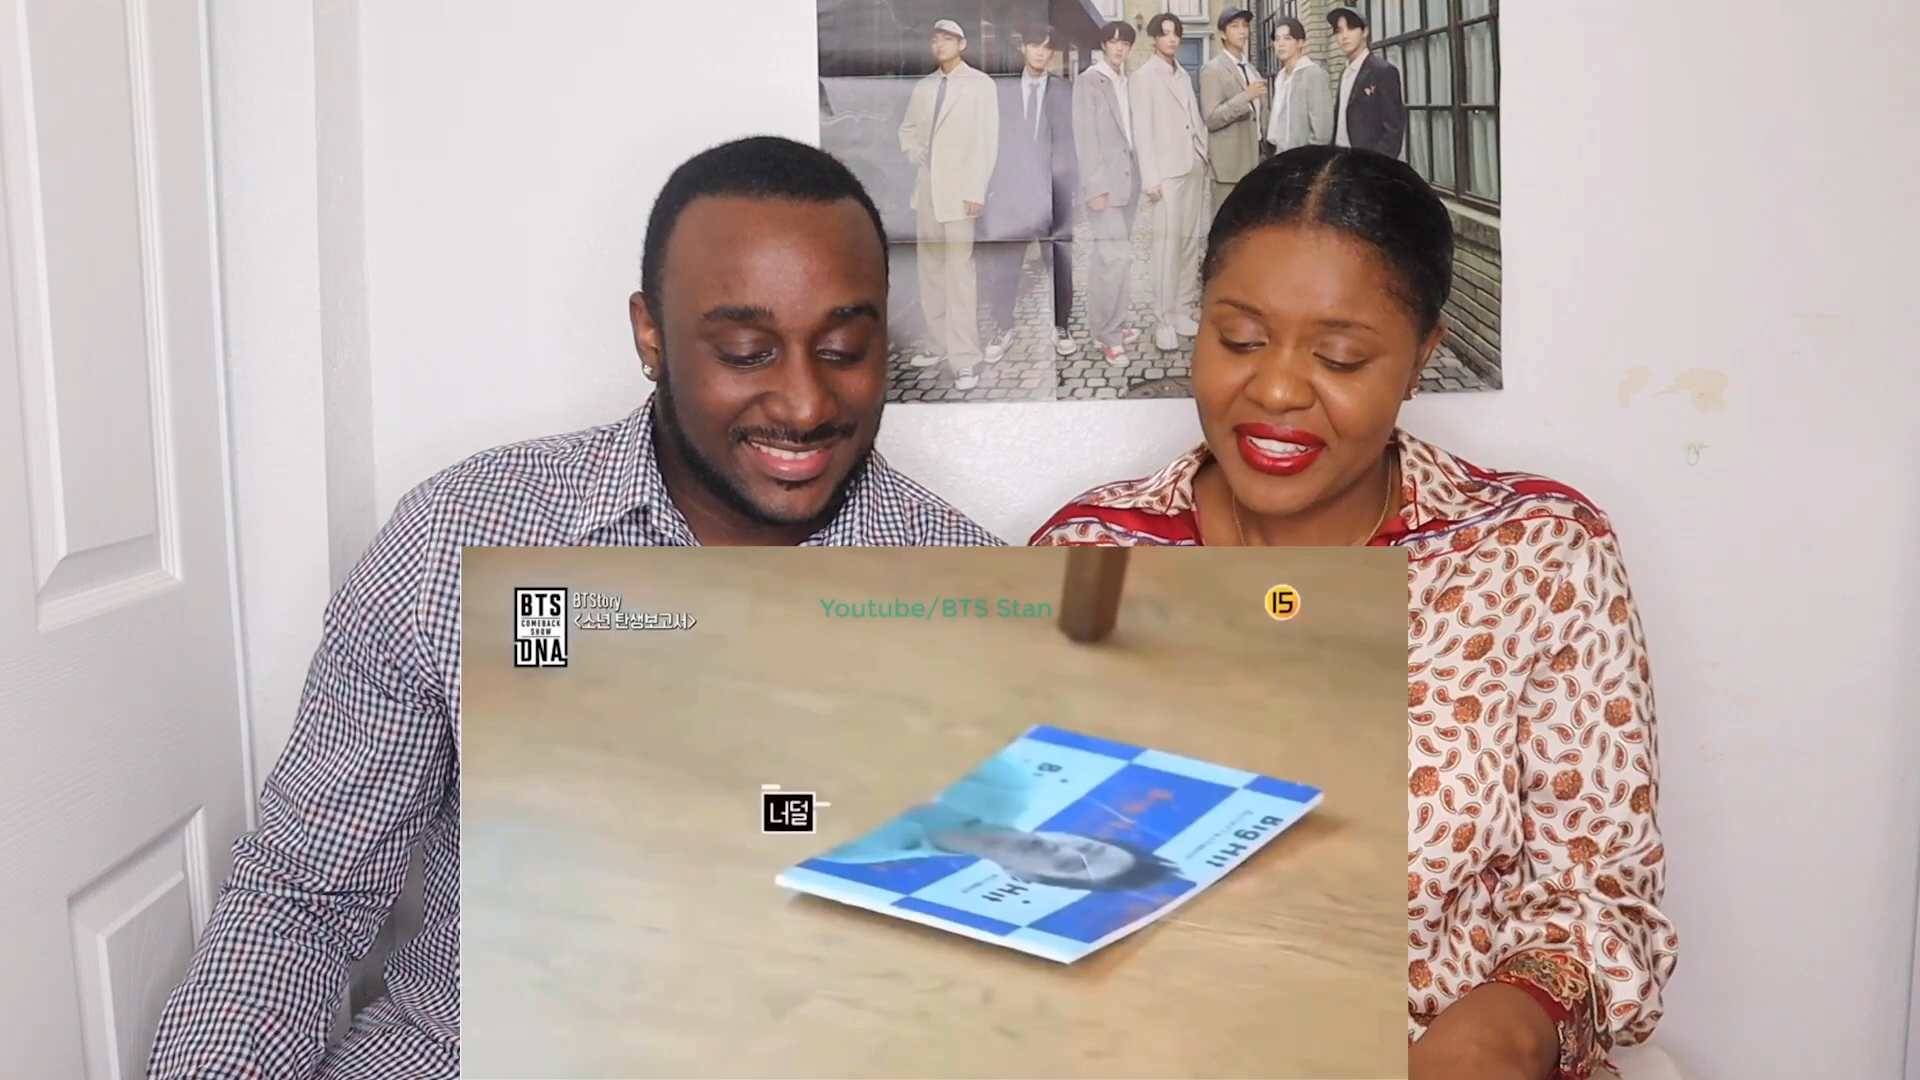 BTS
COMEBACK
SHOW
DNA
BTStory
<소년 탄생보고서>
Youtube/BTS Stan
15
너덜
Big Hit